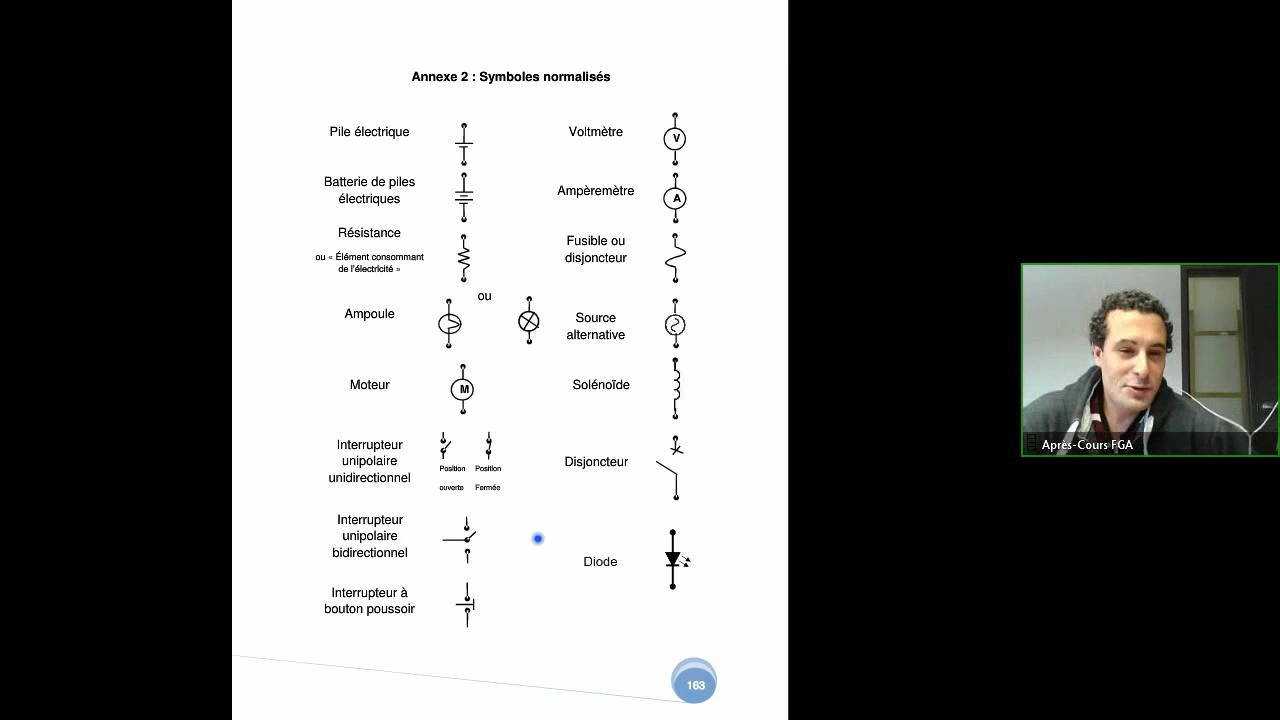 Annexe 2 : Symboles normalisés
Pile électrique
Batterie de piles
électriques
Résistance
ou « Élément consommant
de l'électricité »
ou
Ampoule
Moteur
M
Interrupteur
unipolaire
unidirectionnel
Position
ouverte
Position
Fermée
Interrupteur
unipolaire
bidirectionnel
Interrupteur à
bouton poussoir
Voltmètre
V
Ampèremètre
A
Fusible ou
disjoncteur
Source
alternative
Solénoïde
Disjoncteur
Diode
163
Après-Cours FGA